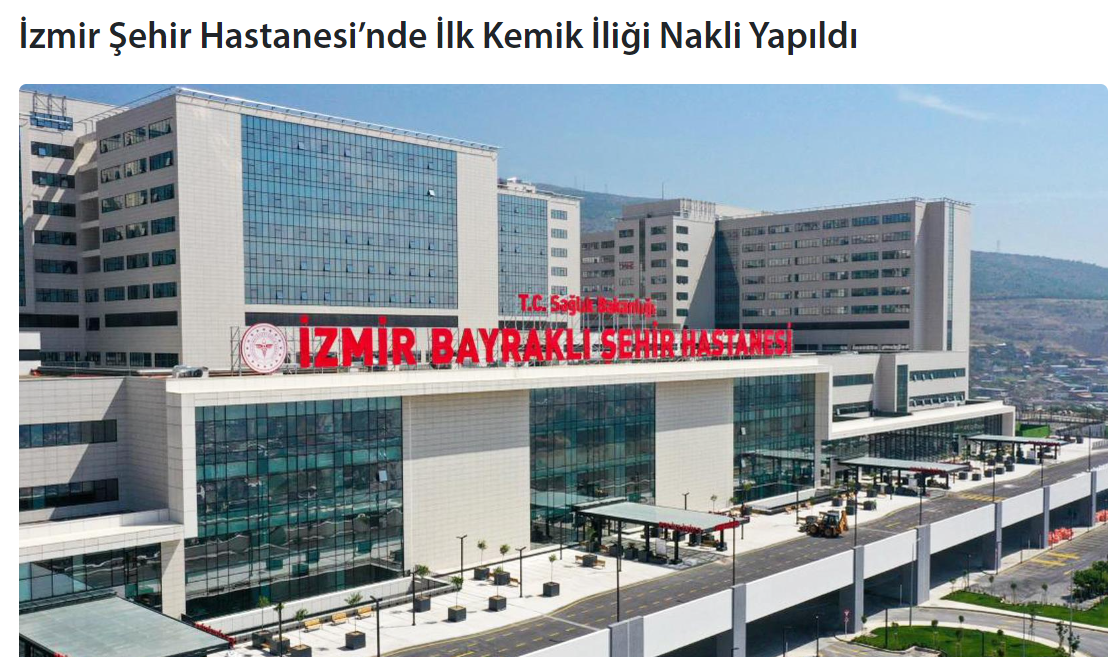 İzmir Şehir Hastanesi’nde İlk Kemik İliği Nakli Yapıldı
T.C. Sağlık Bakanlığı
İZMİR BAYRAKLI ŞEHİR HASTANESİ